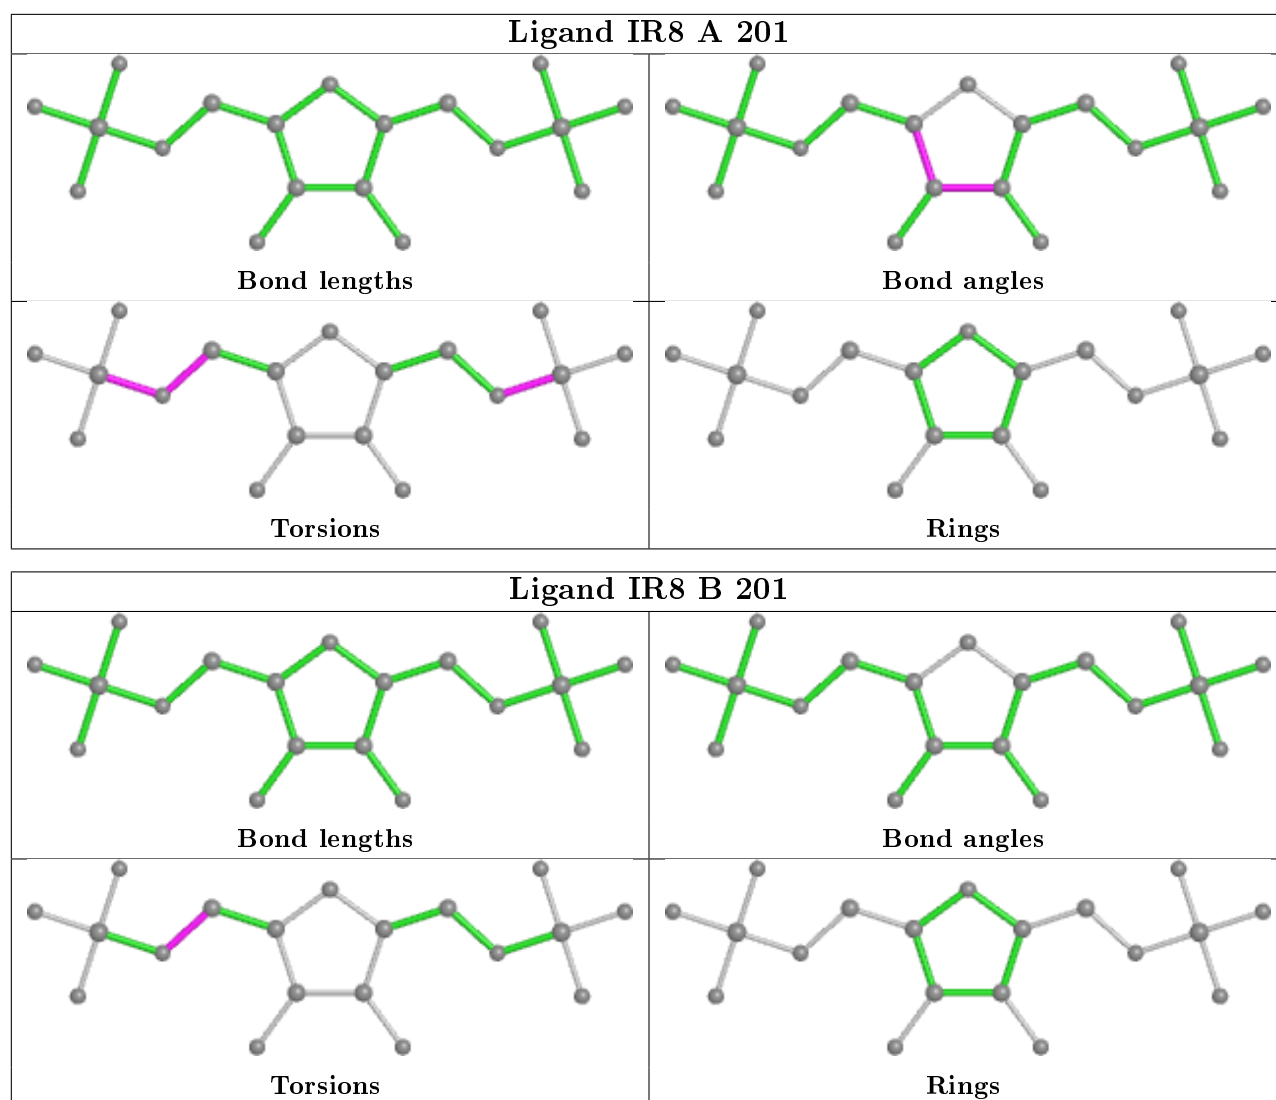 Ligand IR8 A 201
Bond lengths
Bond angles
Torsions
Rings
Ligand IR8 B 201
Bond lengths
Bond angles
Torsions
Rings